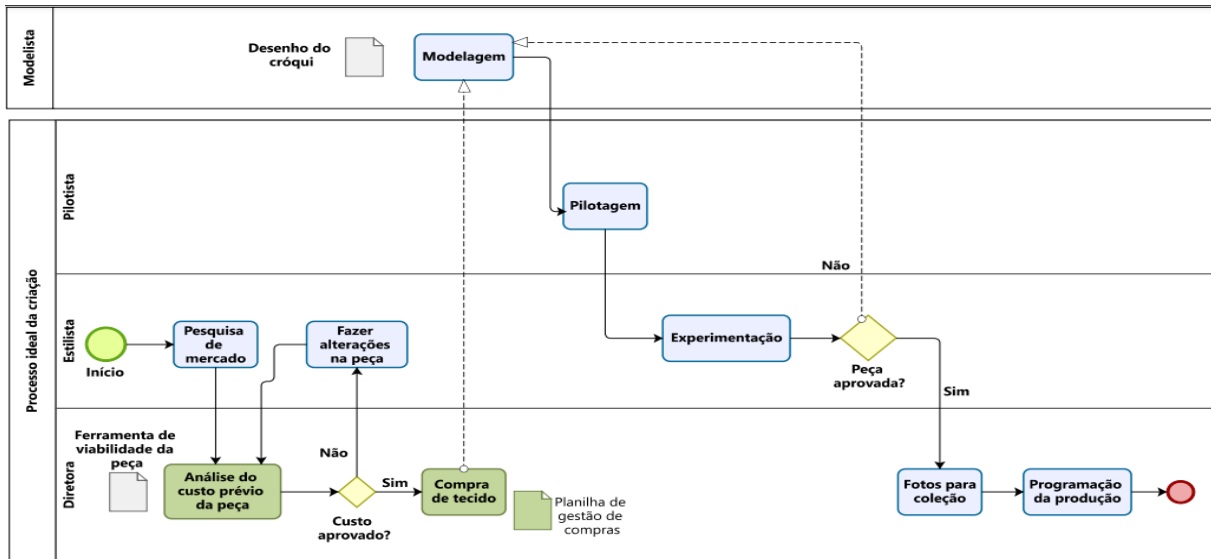 Modelista
Desenho do
cróqui
Modelagem
Processo ideal da criação
Pilotista
Pilotagem
Não
Estilista
Início
Pesquisa
de
mercado
Fazer
alterações
na peça
Experimentação
Peça
aprovada?
Sim
Diretora
Ferramenta de
viabilidade da
peça
Análise do
custo prévio
da peça
Não
Custo
aprovado?
Sim
Compra
de tecido
Planilha de
gestão de
compras
Fotos para
coleção
Programação
da produção